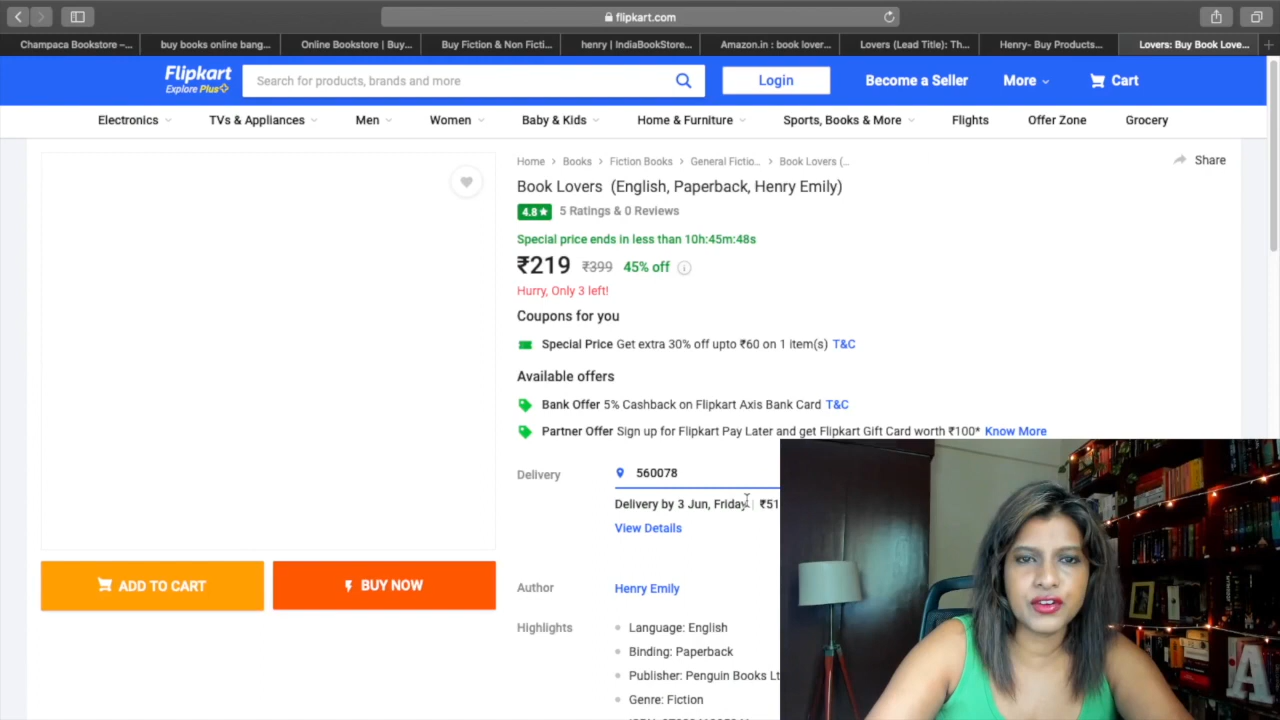 flipkart.com
Champaca Bookstore –...
buy books online bang...
Online Bookstore | Buy...
Buy Fiction & Non Ficti...
henry | IndiaBookStore...
Amazon.in : book lover...
Lovers (Lead Title): Th...
Henry- Buy Products...
Lovers: Buy Book Love...
Flipkart
Explore Plus
Search for products, brands and more
Login
Become a Seller
More
Cart
Electronics
TVs & Appliances
Men
Women
Baby & Kids
Home & Furniture
Sports, Books & More
Flights
Offer Zone
Grocery
Home > Books > Fiction Books > General Fictio... > Book Lovers (...
Share
Book Lovers (English, Paperback, Henry Emily)
4.8★ 5 Ratings & 0 Reviews
Special price ends in less than 10h:45m:48s
₹219 ₹399 45% off
Hurry, Only 3 left!
Coupons for you
Special Price Get extra 30% off upto ₹60 on 1 item(s) T&C
Available offers
Bank Offer 5% Cashback on Flipkart Axis Bank Card T&C
Partner Offer Sign up for Flipkart Pay Later and get Flipkart Gift Card worth ₹100* Know More
Delivery
560078
Delivery by 3 Jun, Friday | ₹51
View Details
ADD TO CART
BUY NOW
Author
Henry Emily
Highlights
Language: English
Binding: Paperback
Publisher: Penguin Books Lt
Genre: Fiction
A